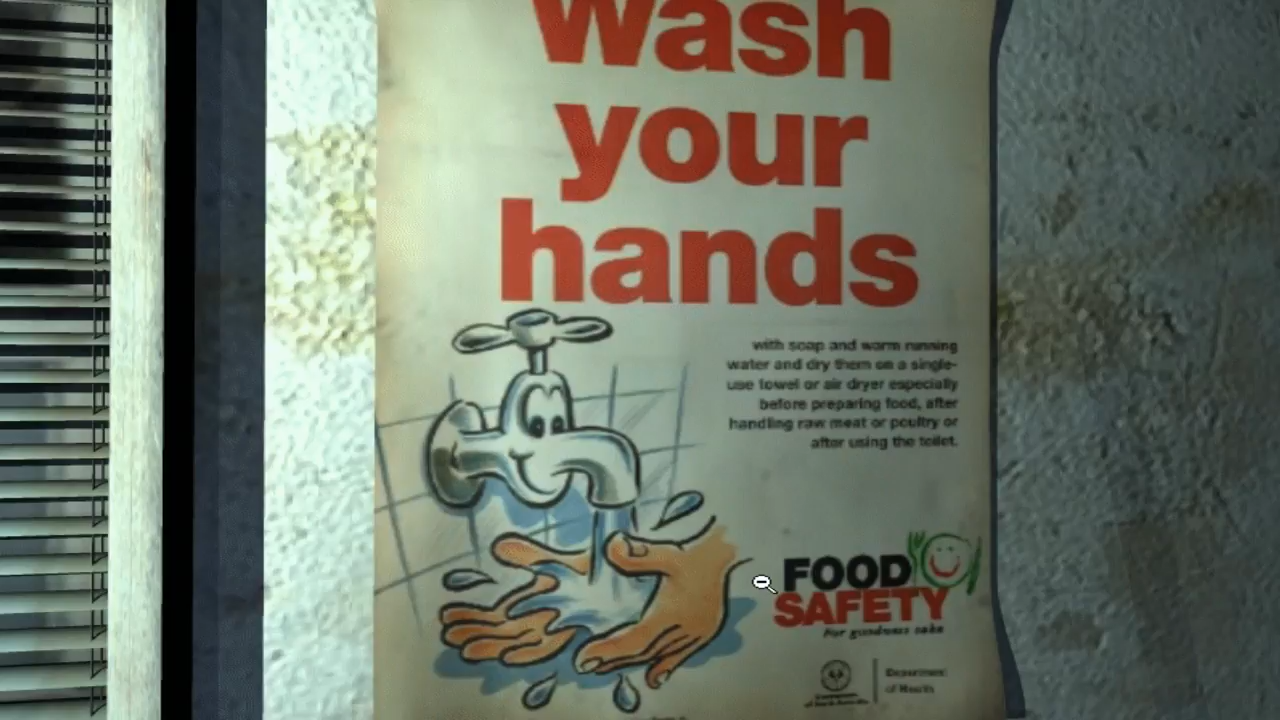 Wash
your
hands
with soap and warm running
water and dry them on a single-
use towel or air dryer especially
before preparing food, after
handling raw meat or poultry or
after using the toilet.
FOOD
SAFETY
For goodness sake
Department
of Health